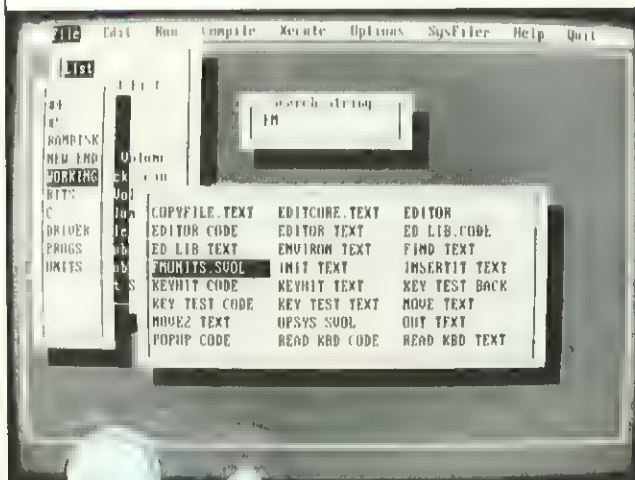 File Edit Run Compile Xecute Options SysFiler Help Quit
List
search string
FM
RAMDISK
NEW END
WORKING
BITS
C
DRIVER
PROGS
UNITS
Volume
COPYFILE.TEXT EDITCORE.TEXT EDITOR
EDITOR CODE EDITOR TEXT ED LIB.CODE
ED LIB TEXT ENVIRON TEXT FIND TEXT
FMUNITS.SVOL INIT TEXT INSERTIT TEXT
KEYHIT CODE KEYHIT TEXT KEY TEST BACK
KEY TEST CODE KEY TEST TEXT MOVE TEXT
MOVE2 TEXT OPSYS SVOL OUT TEXT
POPUP CODE READ KBD CODE READ KBD TEXT